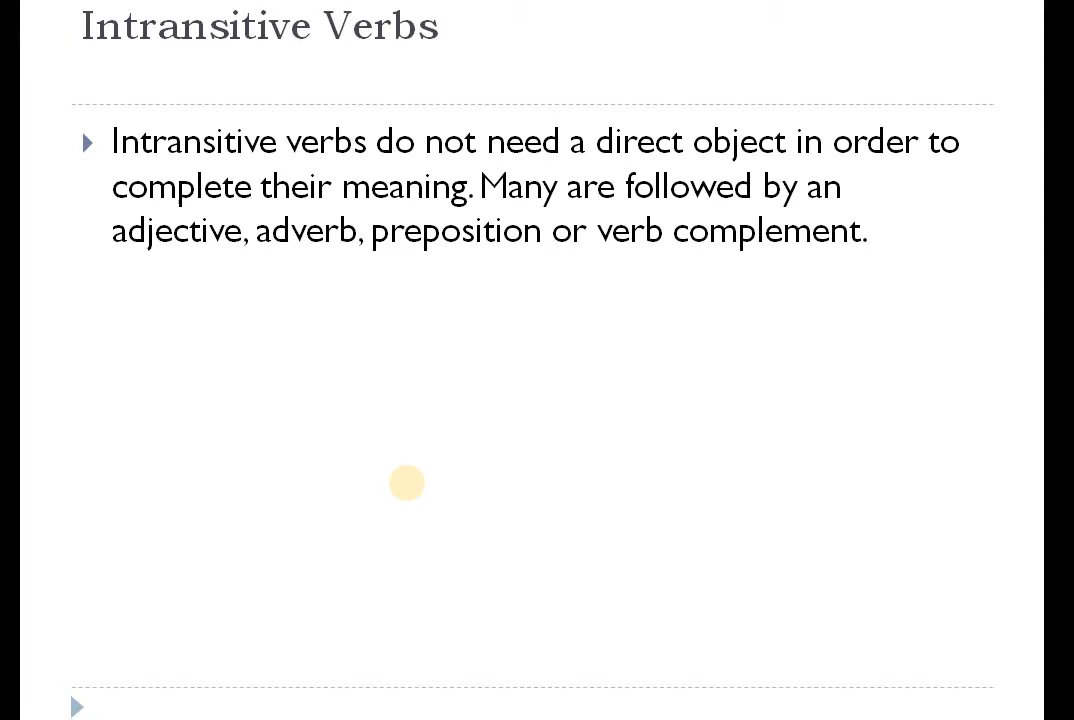 Intransitive Verbs
Intransitive verbs do not need a direct object in order to
complete their meaning. Many are followed by an
adjective, adverb, preposition or verb complement.